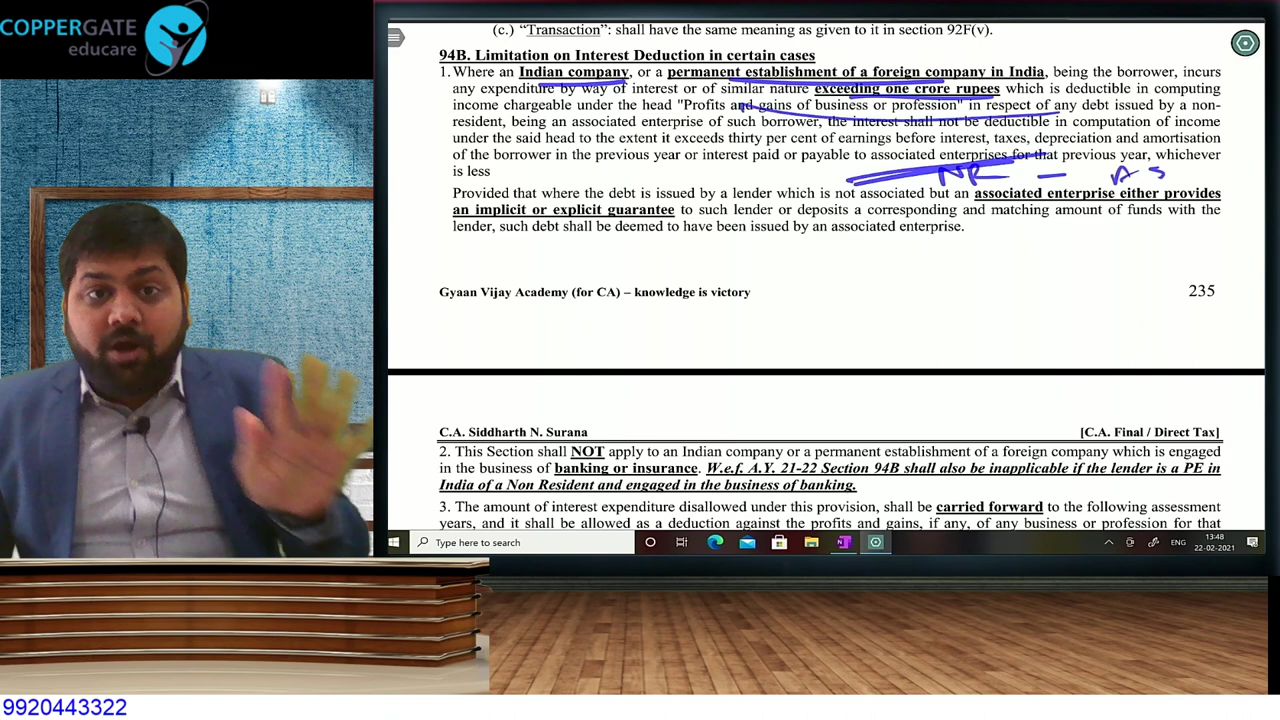 COPPERGATE
educare
(c.) “Transaction”: shall have the same meaning as given to it in section 92F(v).
94B. Limitation on Interest Deduction in certain cases
1. Where an Indian company, or a permanent establishment of a foreign company in India, being the borrower, incurs
any expenditure by way of interest or of similar nature exceeding one crore rupees which is deductible in computing
income chargeable under the head "Profits and gains of business or profession" in respect of any debt issued by a non-
resident, being an associated enterprise of such borrower, the interest shall not be deductible in computation of income
under the said head to the extent it exceeds thirty per cent of earnings before interest, taxes, depreciation and amortisation
of the borrower in the previous year or interest paid or payable to associated enterprises for that previous year, whichever
is less
NR - AS
Provided that where the debt is issued by a lender which is not associated but an associated enterprise either provides
an implicit or explicit guarantee to such lender or deposits a corresponding and matching amount of funds with the
lender, such debt shall be deemed to have been issued by an associated enterprise.
Gyaan Vijay Academy (for CA) – knowledge is victory 235
C.A. Siddharth N. Surana [C.A. Final / Direct Tax]
2. This Section shall NOT apply to an Indian company or a permanent establishment of a foreign company which is engaged
in the business of banking or insurance. W.e.f. A.Y. 21-22 Section 94B shall also be inapplicable if the lender is a PE in
India of a Non Resident and engaged in the business of banking.
3. The amount of interest expenditure disallowed under this provision, shall be carried forward to the following assessment
years, and it shall be allowed as a deduction against the profits and gains, if any, of any business or profession for that
Type here to search
ENG
13:48
22-02-2021
9920443322